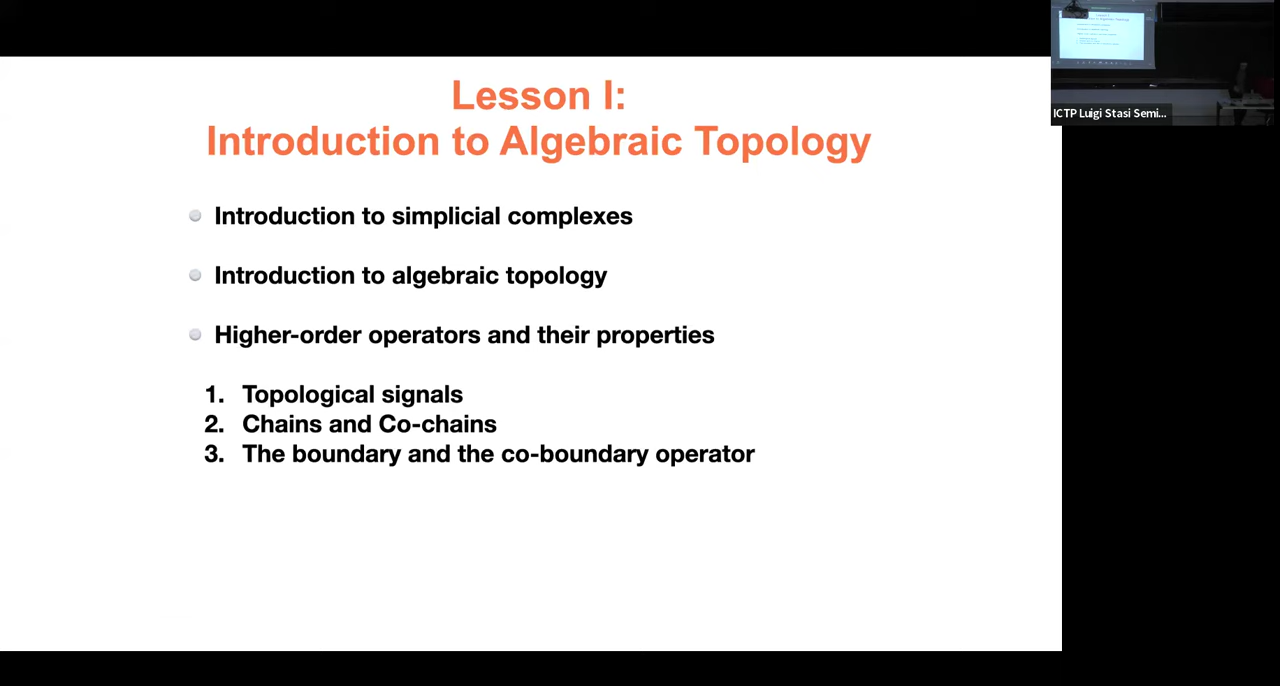 Lesson I:
Introduction to Algebraic Topology
Introduction to simplicial complexes
Introduction to algebraic topology
Higher-order operators and their properties
1. Topological signals
2. Chains and Co-chains
3. The boundary and the co-boundary operator
ICTP Luigi Stasi Semi...